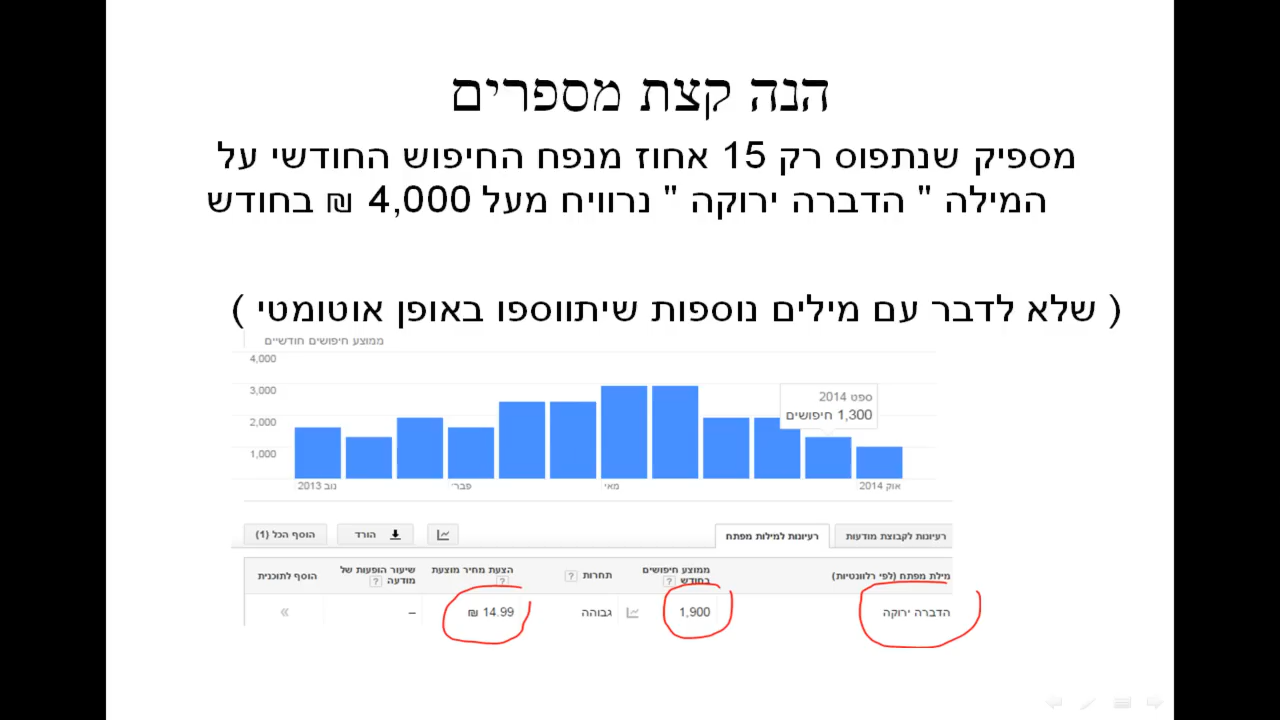 הנה קצת מספרים
מספיק שנתפוס רק 15 אחוז מנפח החיפוש החודשי על
המילה " הדברה ירוקה " נרוויח מעל 4,000 ₪ בחודש
( שלא לדבר עם מילים נוספות שיתווספו באופן אוטומטי )
ממוצע חיפושים חודשיים
4,000
3,000
2,000
1,000
ספט 2014
1,300 חיפושים
נוב 2013
פבר׳
מאי
אוק 2014
רעיונות לקבוצת מודעות
רעיונות למילות מפתח
הורד
הוסף הכל (1)
מילת מפתח (לפי רלוונטיות)
ממוצע חיפושים
בחודש ?
תחרות ?
הצעת מחיר מוצעת
?
שיעור הופעות של
מודעה ?
הוסף לתוכנית
הדברה ירוקה
1,900
גבוהה
14.99 ₪
–
»